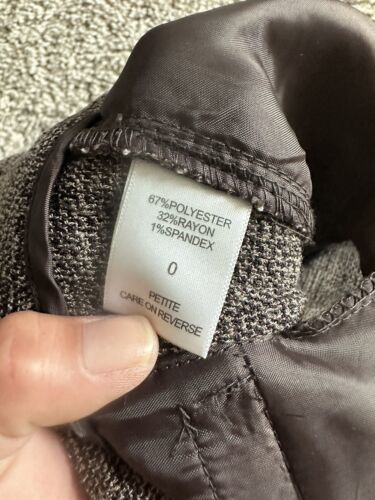 67%POLYESTER
32%RAYON
1%SPANDEX
0
PETITE
CARE ON REVERSE